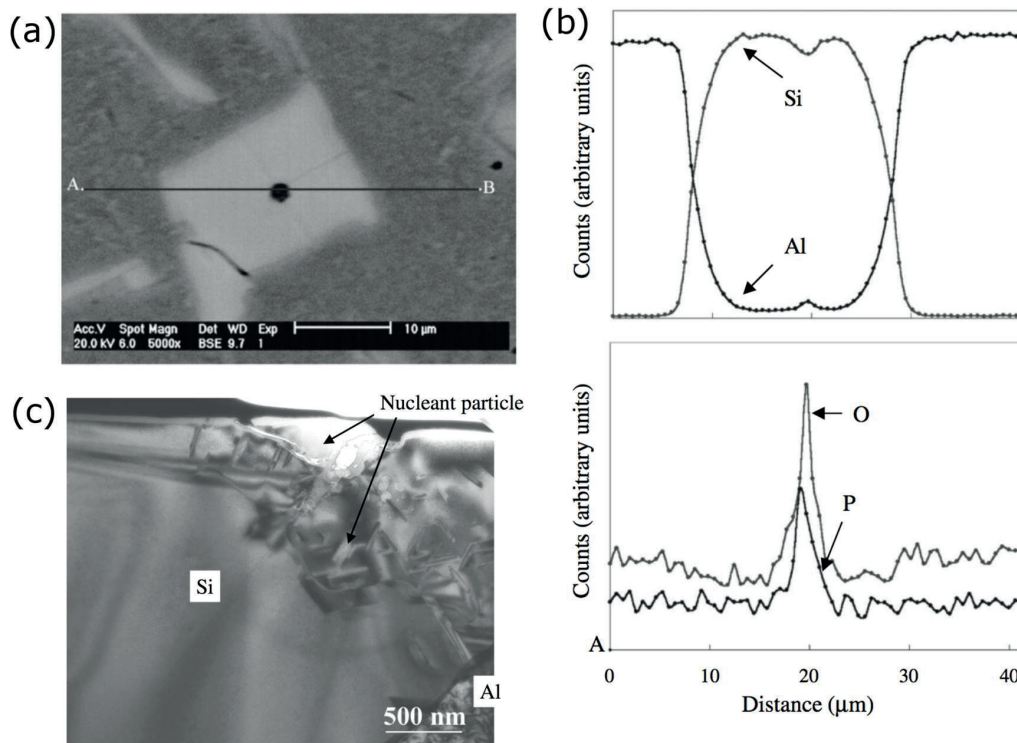 (a)
A
B
Acc.V Spot Magn Det WD Exp
20.0 kV 6.0 5000x BSE 9.7 1
10 μm
(b)
Counts (arbitrary units)
Si
Al
Counts (arbitrary units)
O
P
A
0 10 20 30 40
Distance (μm)
(c)
Nucleant particle
Si
Al
500 nm